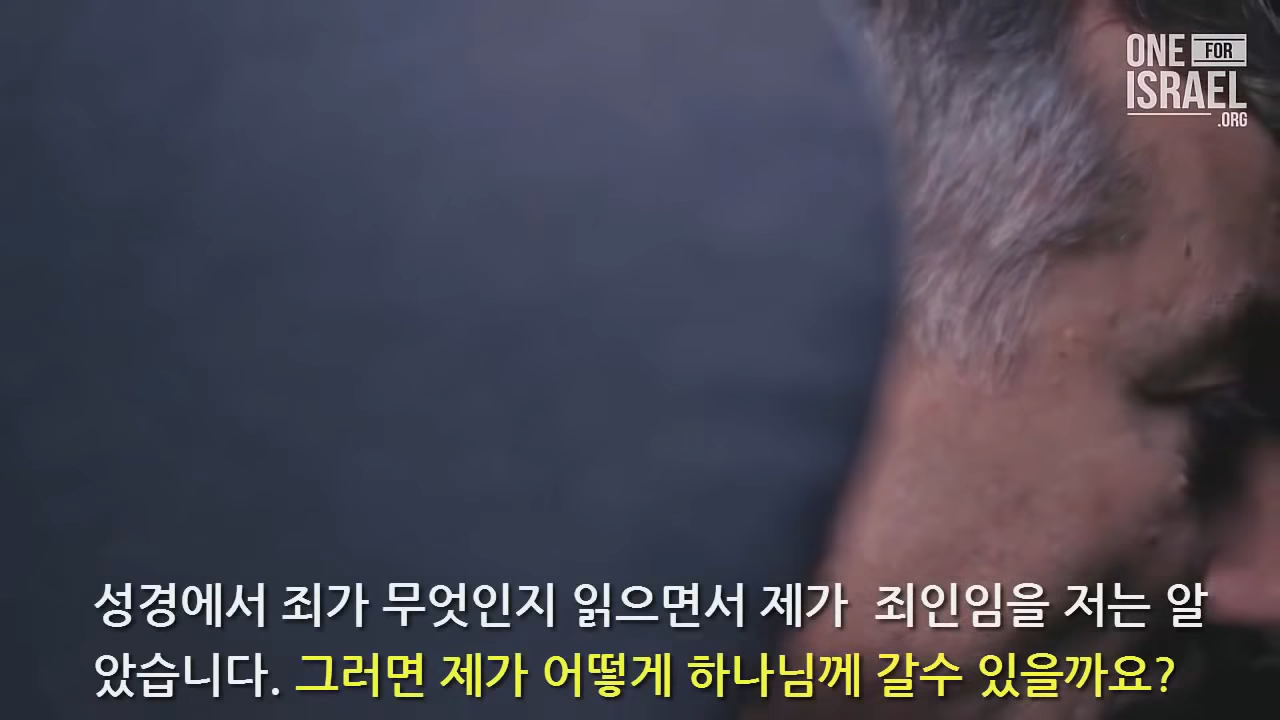 ONE FOR
ISRAEL
.ORG
성경에서 죄가 무엇인지 읽으면서 제가  죄인임을 저는 알
았습니다. 그러면 제가 어떻게 하나님께 갈수 있을까요?